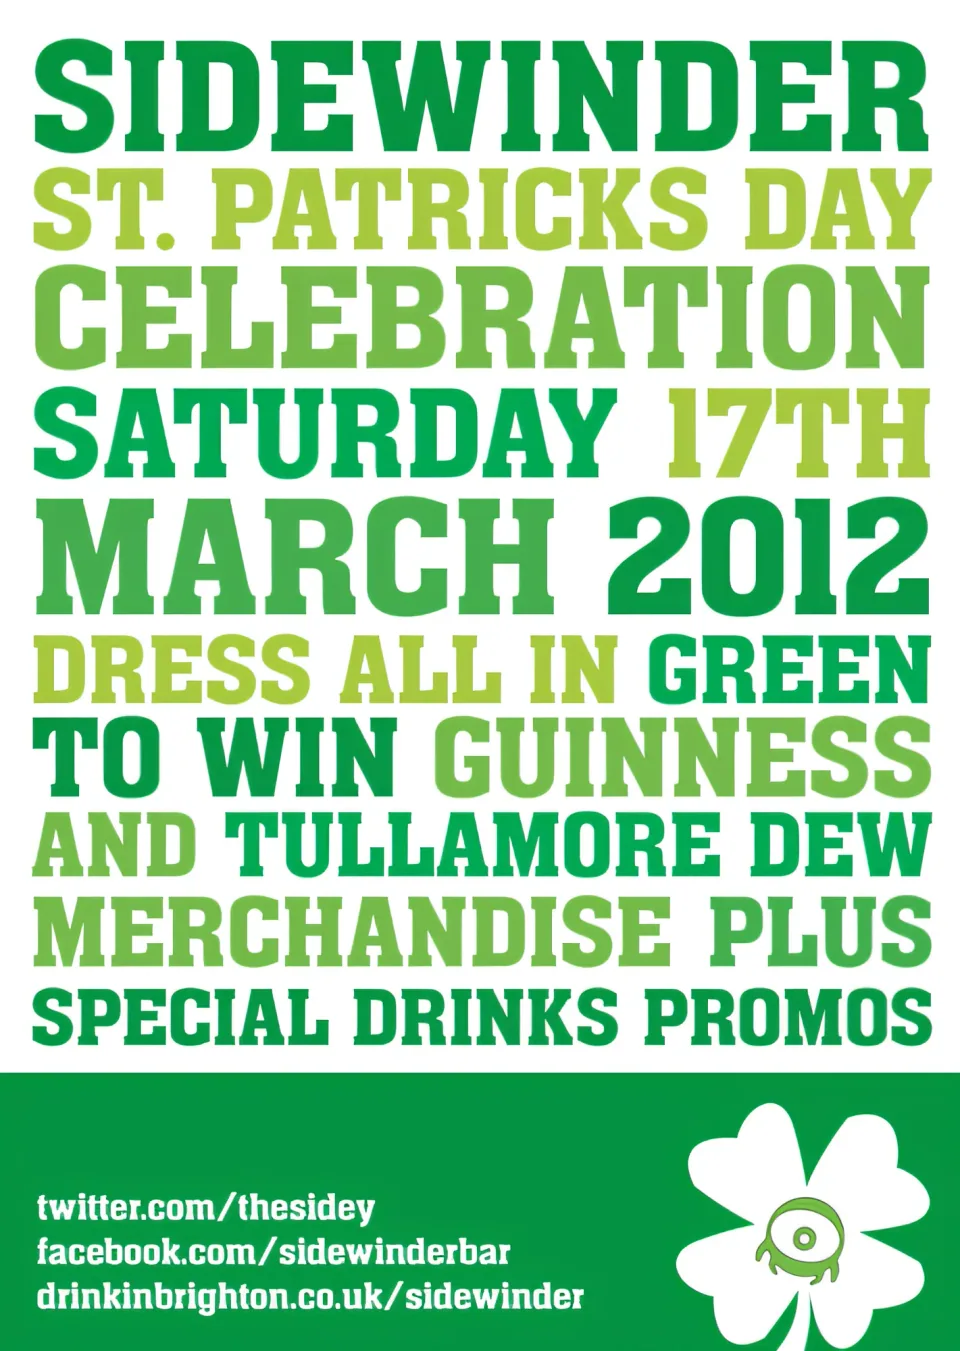 SIDEWINDER
ST. PATRICKS DAY
CELEBRATION
SATURDAY 17TH
MARCH 2012
DRESS ALL IN GREEN
TO WIN GUINNESS
AND TULLAMORE DEW
MERCHANDISE PLUS
SPECIAL DRINKS PROMOS
twitter.com/thesidey
facebook.com/sidewinderbar
drinkinbrighton.co.uk/sidewinder